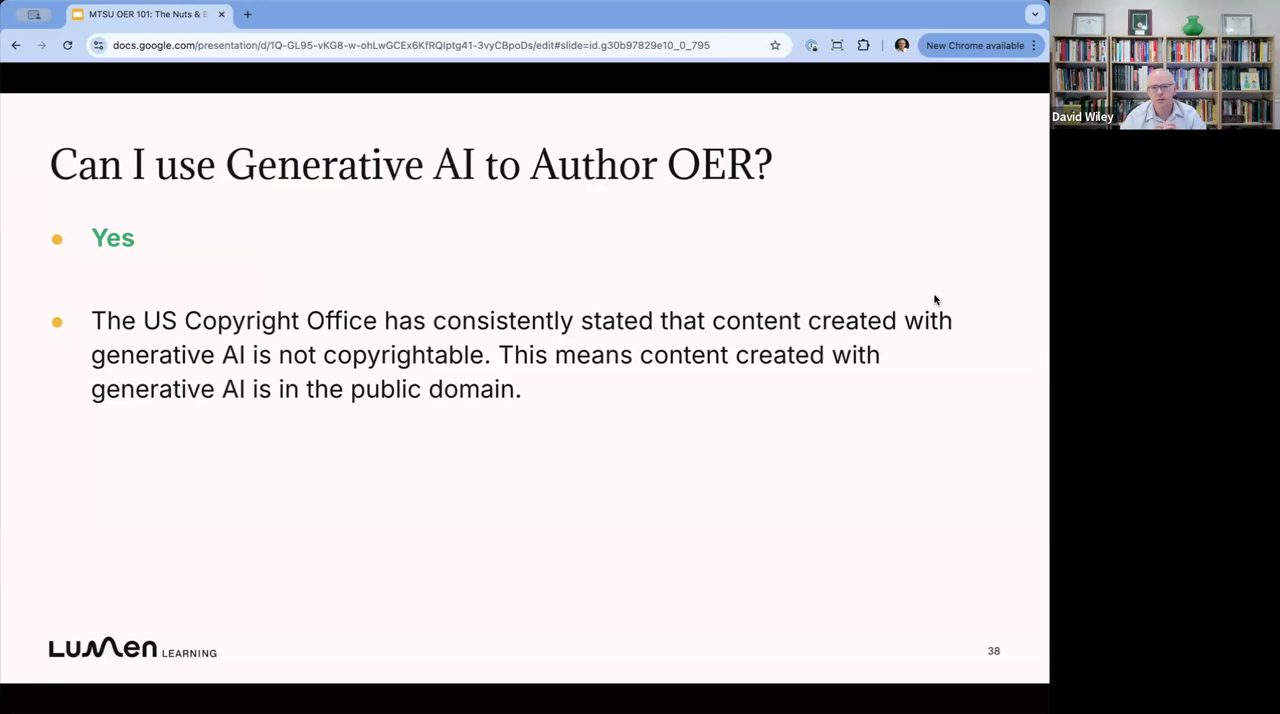 MTSU OER 101: The Nuts & B
docs.google.com/presentation/d/1Q-GL95-vKG8-w-ohLwGCEx6KfRQlptg41-3vyCBpoDs/edit#slide=id.g30b97829e10_0_795
New Chrome available
David Wiley
Can I use Generative AI to Author OER?
Yes
The US Copyright Office has consistently stated that content created with
generative AI is not copyrightable. This means content created with
generative AI is in the public domain.
Lumen LEARNING
38